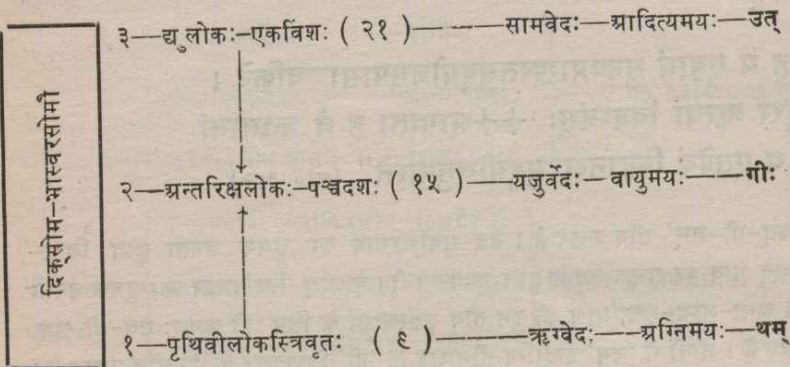 ३—द्युलोकः-एकविंशः ( २१ )———सामवेदः—आदित्यमयः—उत्
दिक्सोम-भास्वरसोमौ
२—अन्तरिक्षलोकः-पञ्चदशः ( १५ )——यजुर्वेदः—वायुमयः——गीः
१—पृथिवीलोकस्त्रिवृतः ( ९ )———ऋग्वेदः——अग्निमयः—थम्